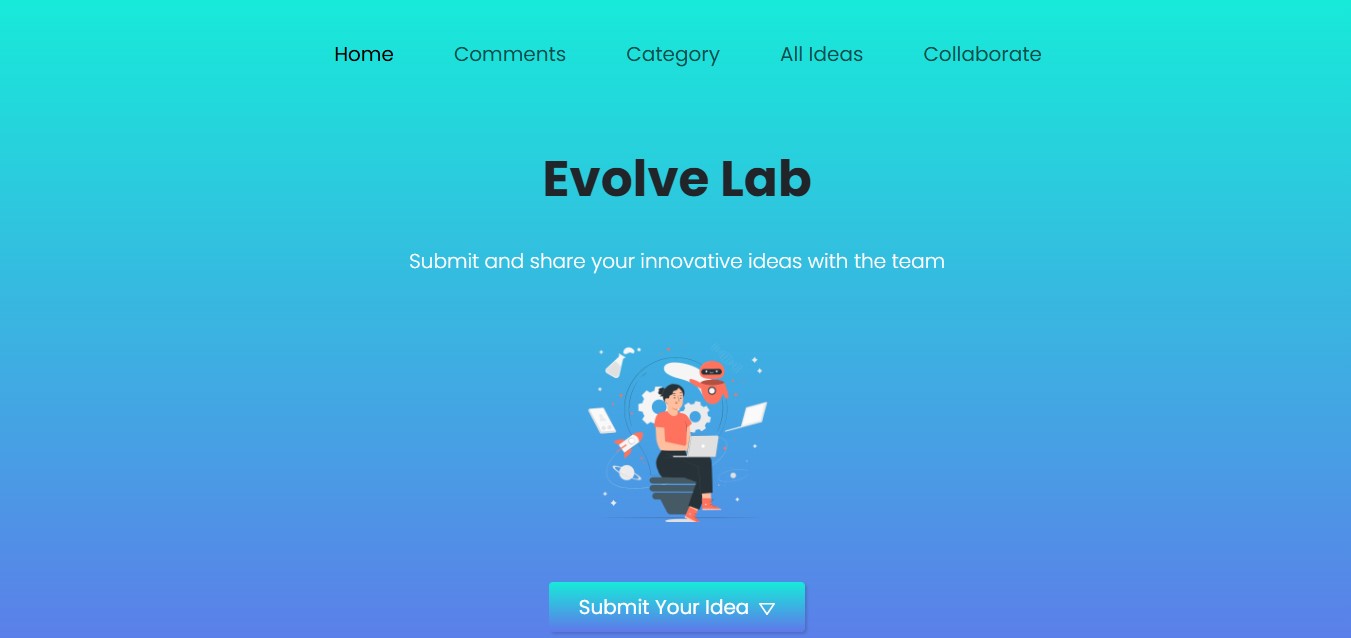 Home Comments Category All Ideas Collaborate
Evolve Lab
Submit and share your innovative ideas with the team
Submit Your Idea